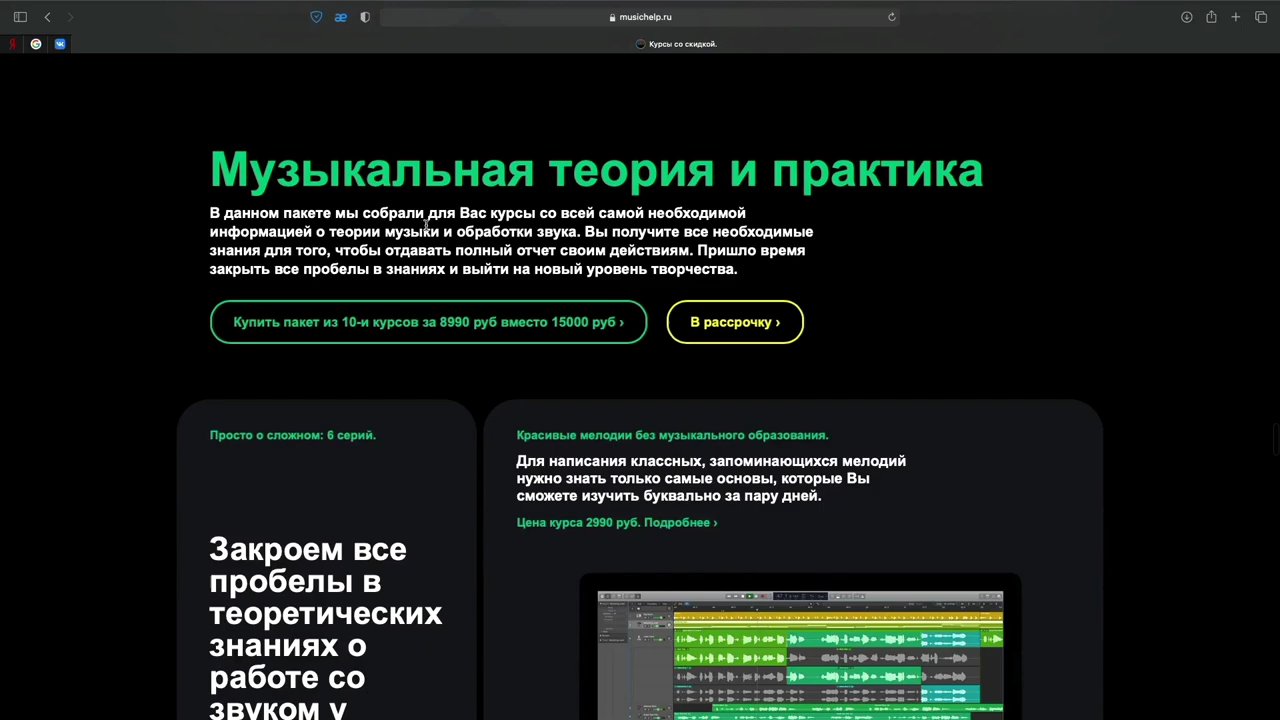 musichelp.ru
Курсы со скидкой.
Музыкальная теория и практика
В данном пакете мы собрали для Вас курсы со всей самой необходимой
информацией о теории музыки и обработки звука. Вы получите все необходимые
знания для того, чтобы отдавать полный отчет своим действиям. Пришло время
закрыть все пробелы в знаниях и выйти на новый уровень творчества.
Купить пакет из 10-и курсов за 8990 руб вместо 15000 руб ›
В рассрочку ›
Просто о сложном: 6 серий.
Закроем все
пробелы в
теоретических
знаниях о
работе со
звуком у
Красивые мелодии без музыкального образования.
Для написания классных, запоминающихся мелодий
нужно знать только самые основы, которые Вы
сможете изучить буквально за пару дней.
Цена курса 2990 руб. Подробнее ›